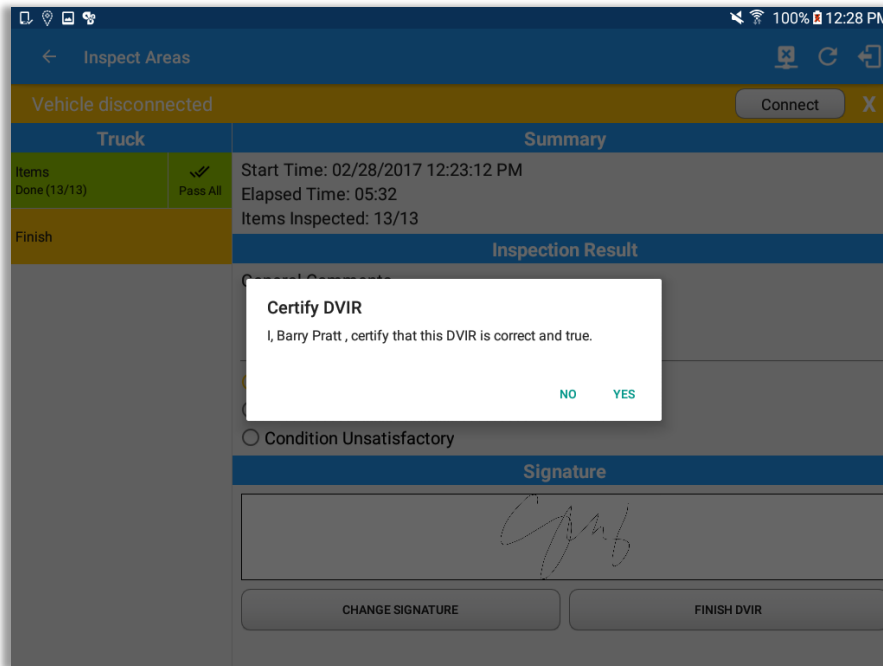 100% 12:28 PM
Inspect Areas
Vehicle disconnected
Connect
X
Truck
Summary
Items
Done (13/13)
Pass All
Start Time: 02/28/2017 12:23:12 PM
Elapsed Time: 05:32
Items Inspected: 13/13
Finish
Inspection Result
General Comments
Certify DVIR
I, Barry Pratt , certify that this DVIR is correct and true.
NO
YES
Condition Unsatisfactory
Signature
CHANGE SIGNATURE
FINISH DVIR